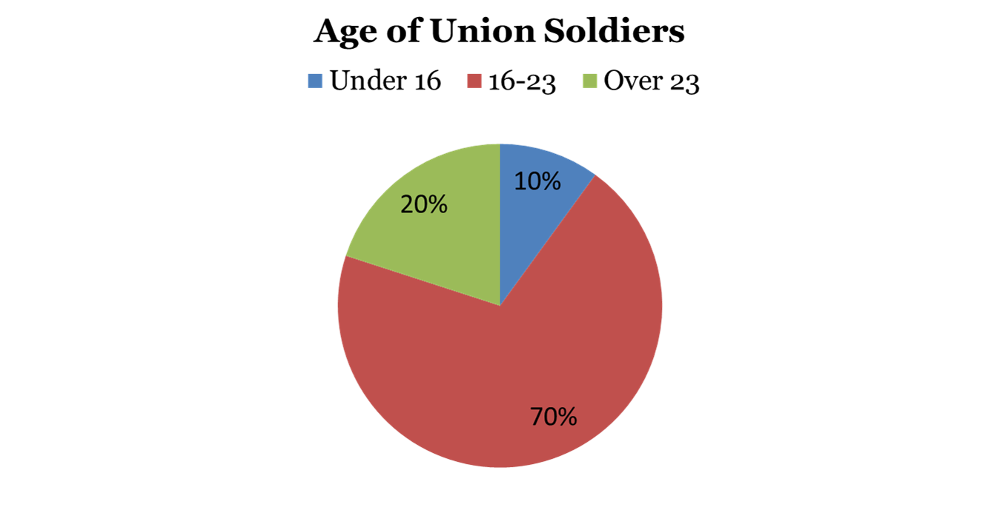 Age of Union Soldiers
Under 16 16-23 Over 23
10%
20%
70%